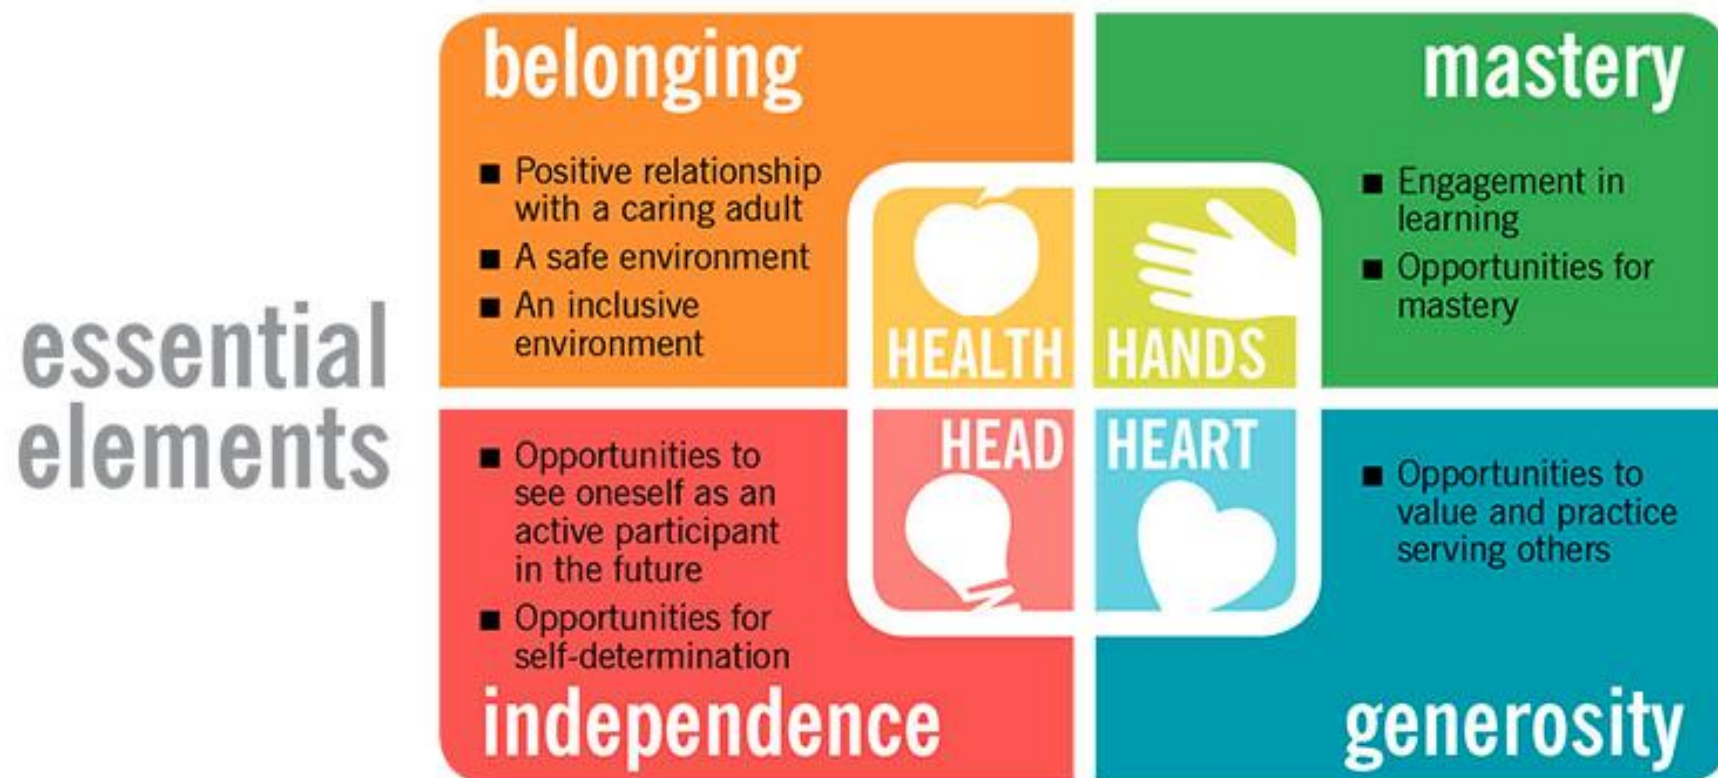 essential
elements
belonging
■ Positive relationship
with a caring adult
■ A safe environment
■ An inclusive
environment
HEALTH
mastery
■ Engagement in
learning
■ Opportunities for
mastery
HANDS
HEAD
■ Opportunities to
see oneself as an
active participant
in the future
■ Opportunities for
self-determination
independence
HEART
■ Opportunities to
value and practice
serving others
generosity